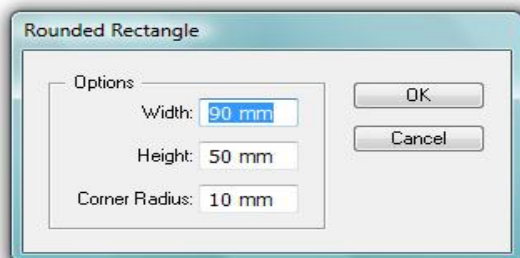 Rounded Rectangle
Options
Width: 90 mm
Height: 50 mm
Corner Radius: 10 mm
OK
Cancel